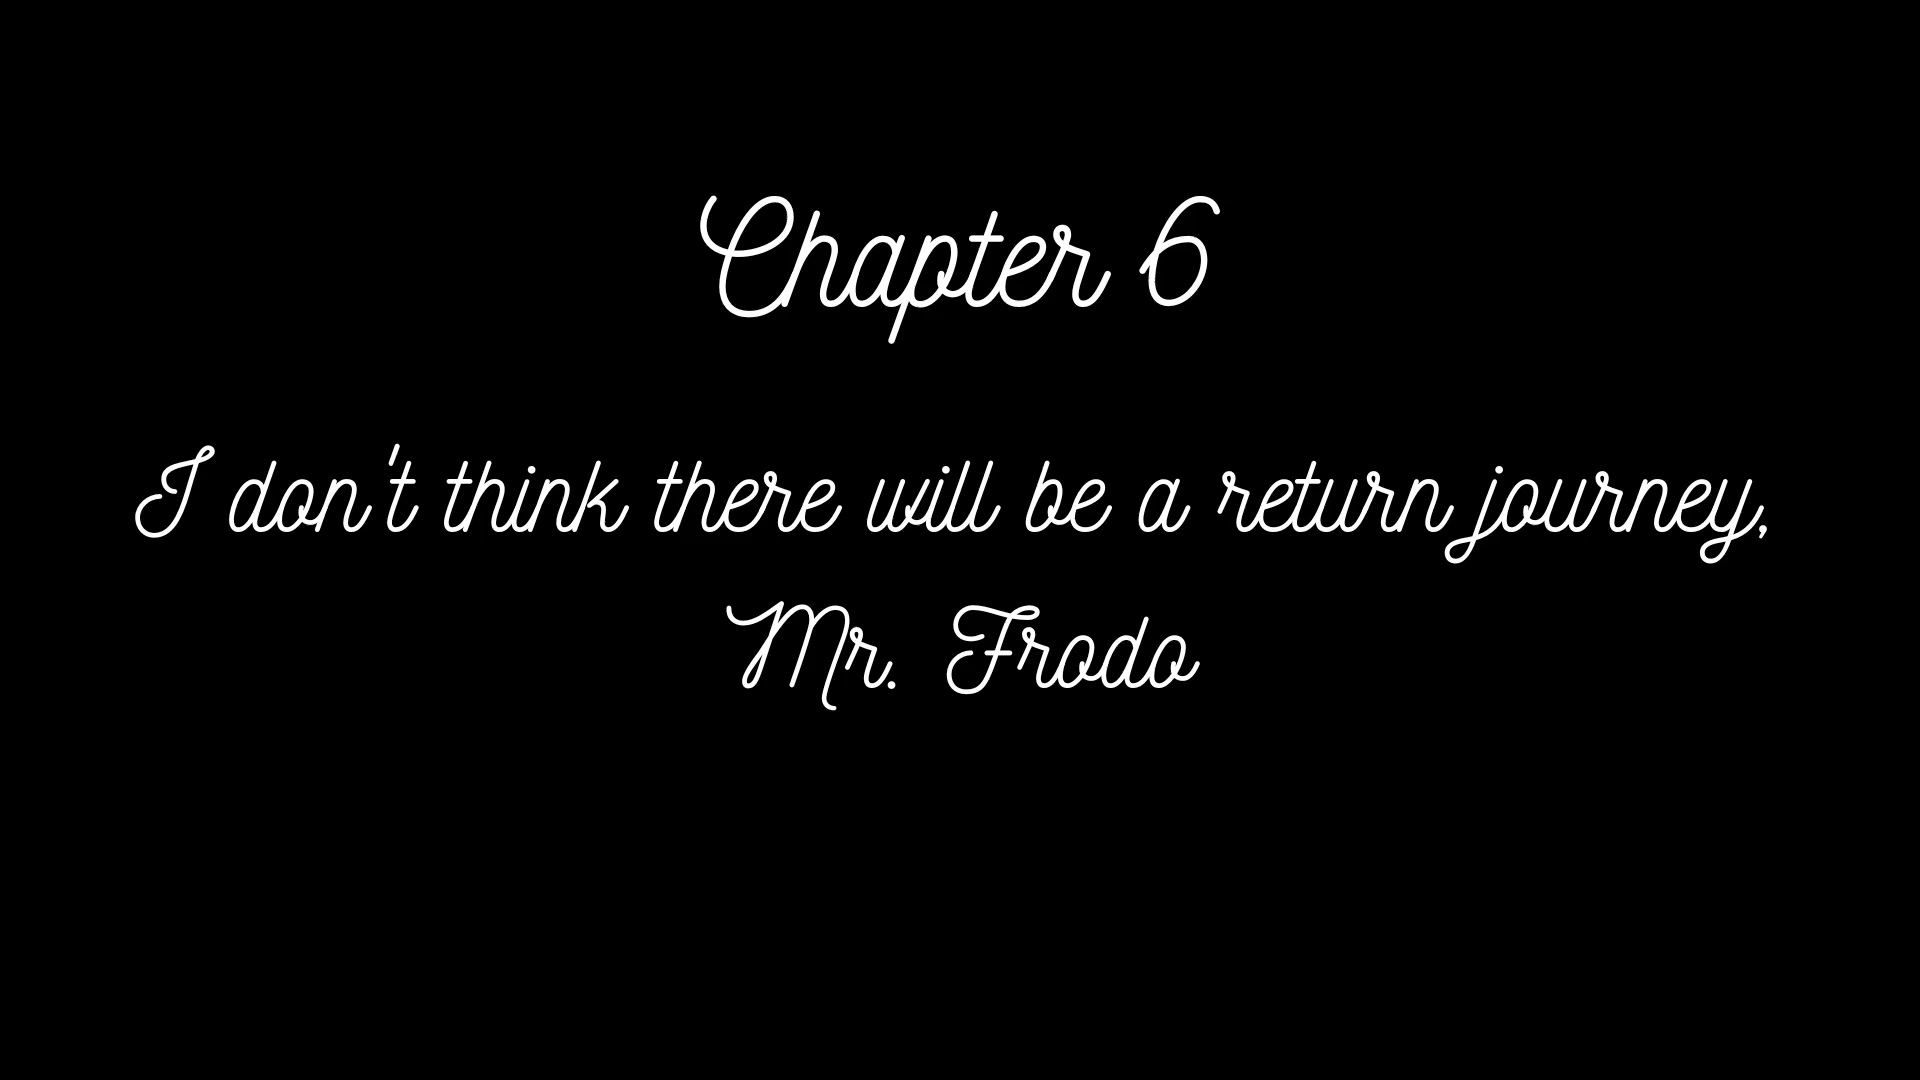 Chapter 6
I don't think there will be a return journey,
Mr. Frodo